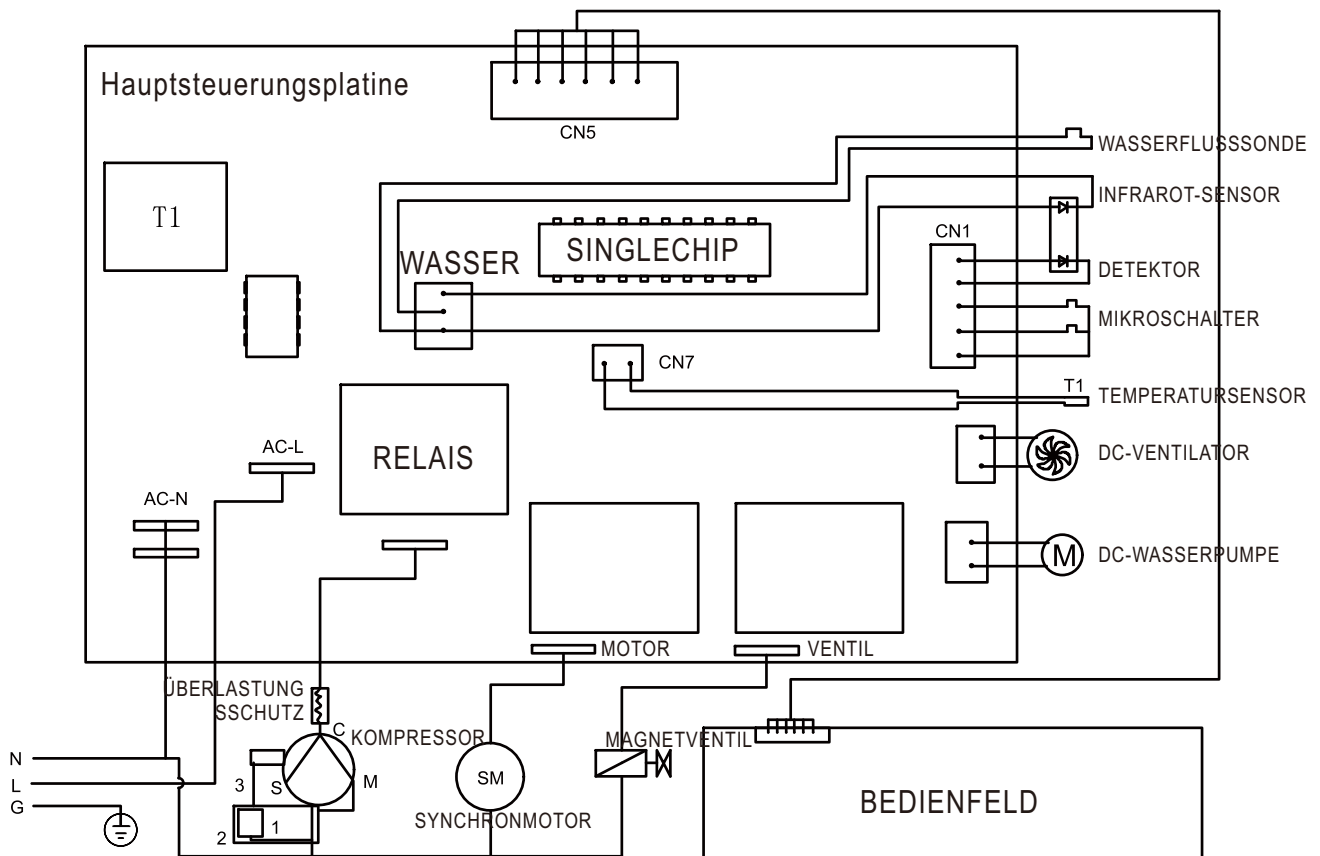 Hauptsteuerungsplatine
CN5
WASSERFLUSSSONDE
T1
INFRAROT-SENSOR
SINGLECHIP
CN1
WASSER
DETEKTOR
MIKROSCHALTER
CN7
T1
TEMPERATURSENSOR
AC-L
RELAIS
DC-VENTILATOR
AC-N
M
DC-WASSERPUMPE
MOTOR
VENTIL
ÜBERLASTUNG
SSCHUTZ
C
KOMPRESSOR
MAGNETVENTIL
N
L
G
3
S
M
SM
2
1
SYNCHRONMOTOR
BEDIENFELD